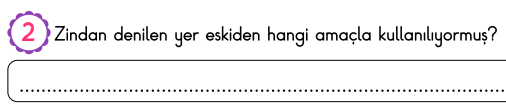 2 Zindan denilen yer eskiden hangi amaçla kullanılıyormuş?
................................................................................